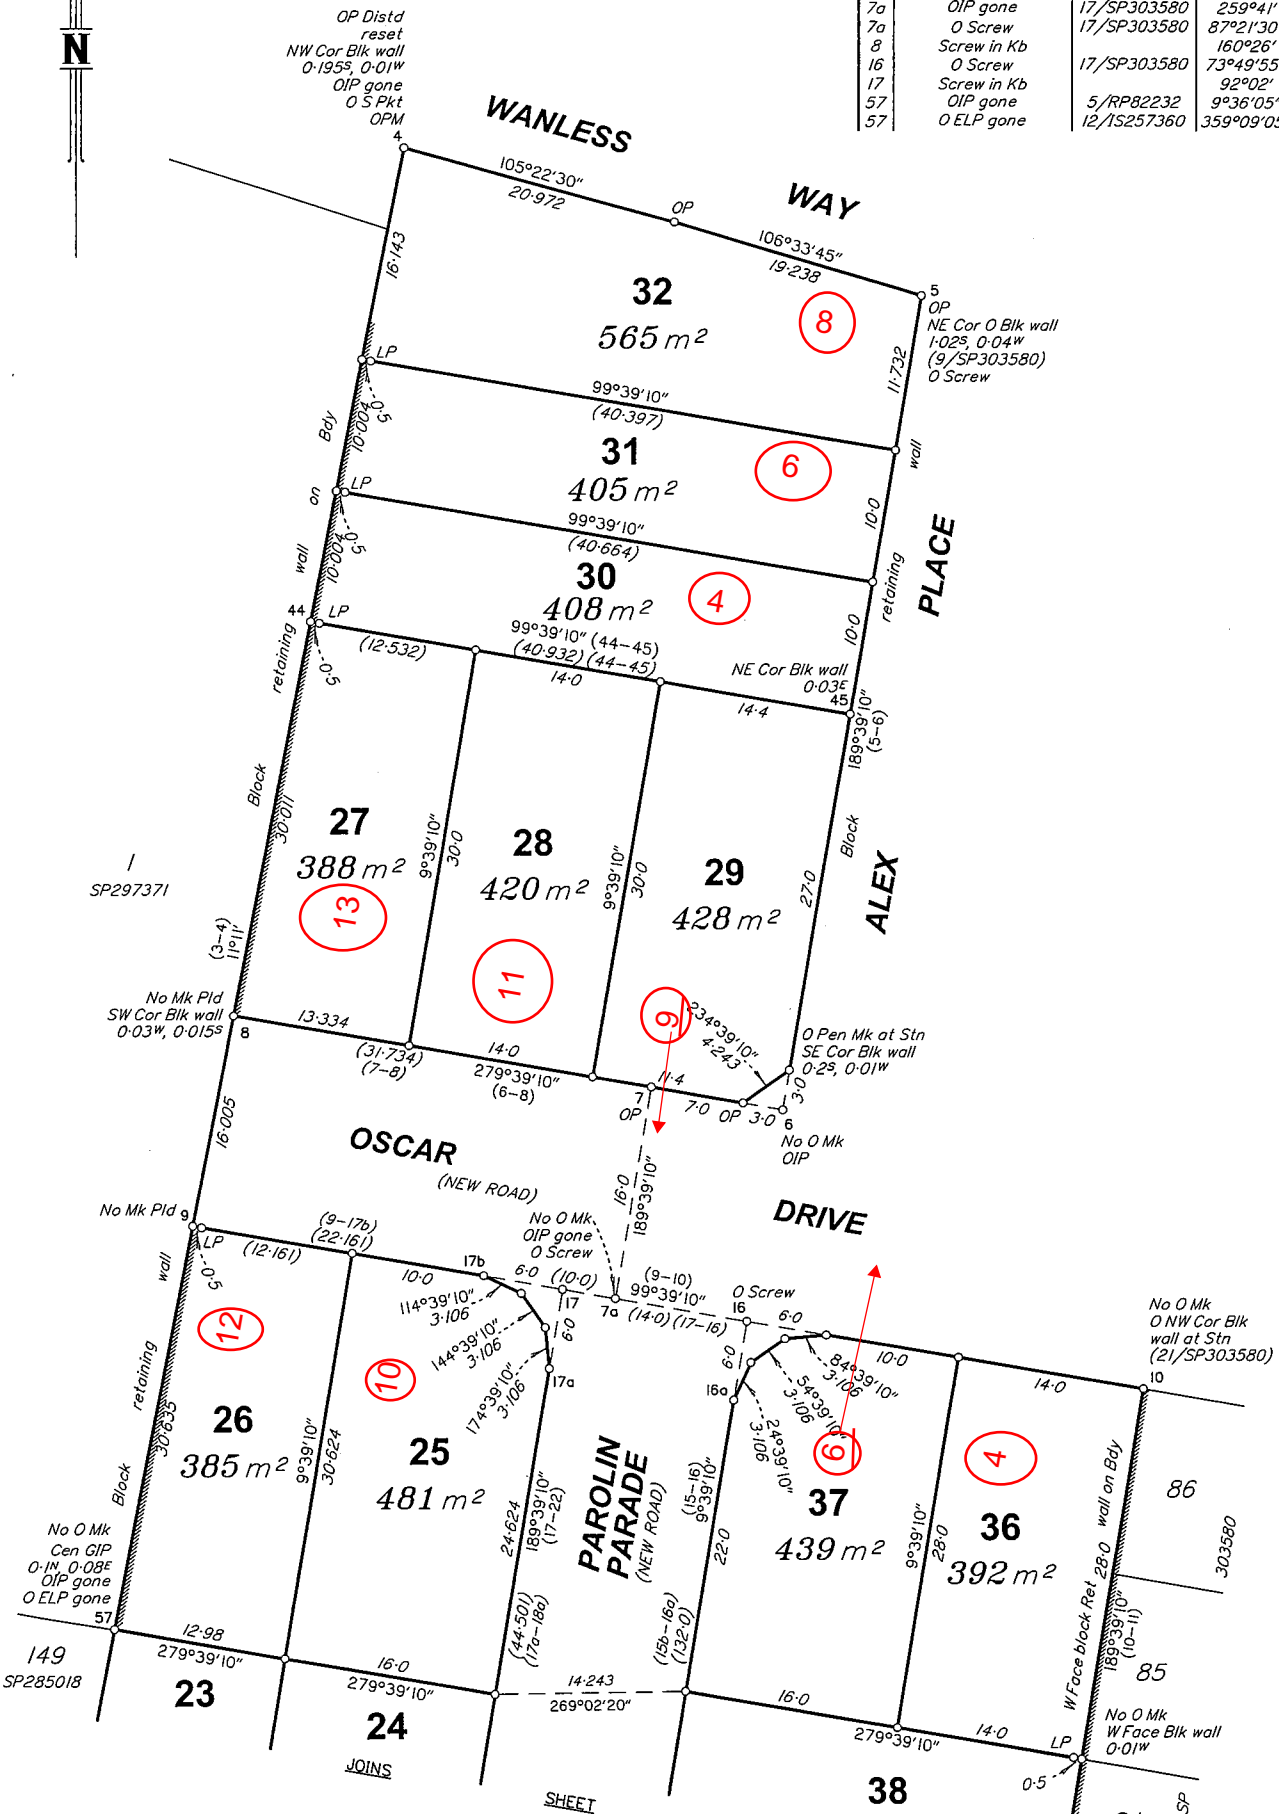 N
OP Distd
reset
NW Cor Blk wall
0·195ˢ, 0·01ᵂ
OIP gone
O S Pkt
OPM
4
7a OIP gone 17/SP303580 259°41'
7a O Screw 17/SP303580 87°21'30
8 Screw in Kb 160°26'
16 O Screw 17/SP303580 73°49'55
17 Screw in Kb 92°02'
57 OIP gone 5/RP82232 9°36'05"
57 O ELP gone 12/IS257360 359°09'05
WANLESS
WAY
105°22'30"
20·972
OP
106°33'45"
19·238
5
OP
NE Cor O Blk wall
1·02ˢ, 0·04ᵂ
(9/SP303580)
O Screw
16·143
32
565 m²
8
11·732
LP
0·5
99°39'10"
(40·397)
wall
Bdy
10·004
31
405 m²
6
10·0
on
LP
0·5
99°39'10"
(40·664)
retaining
PLACE
wall
10·004
30
408 m²
4
10·0
44
LP
0·5
99°39'10" (44-45)
(40·932) (44-45)
(12·532)
14·0
14·4
NE Cor Blk wall
0·03ᴱ
45
189°39'10"
(5-6)
retaining
Block
30·011
27
388 m²
13
9°39'10"
30·0
28
420 m²
11
9°39'10"
30·0
29
428 m²
9
27·0
Block
ALEX
1
SP297371
(3-4)
11°11'
No Mk Pld
SW Cor Blk wall
0·03ᵂ, 0·015ˢ
8
13·334
(31·734)
(7-8)
14·0
279°39'10"
(6-8)
11·4
7
OP
7·0
OP
3·0
234°39'10"
4·243
3·0
6
O Pen Mk at Stn
SE Cor Blk wall
0·2ˢ, 0·01ᵂ
No O Mk
OIP
16·005
OSCAR
(NEW ROAD)
16·0
189°39'10"
DRIVE
No Mk Pld
9
LP
0·5
(12·161)
(9-17b)
(22·161)
10·0
17b
6·0
(10·0)
No O Mk
OIP gone
O Screw
17
7a
(9-10)
99°39'10"
(14·0) (17-16)
16
O Screw
6·0
10·0
14·0
No O Mk
O NW Cor Blk
wall at Stn
(21/SP303580)
10
114°39'10"
3·106
144°39'10"
3·106
174°39'10"
3·106
6·0
17a
6·0
16a
84°39'10"
3·106
54°39'10"
3·106
24°39'10"
3·106
wall
retaining
Block
30·635
12
26
385 m²
9°39'10"
30·624
10
25
481 m²
24·624
189°39'10"
(17-22)
(44·501)
(17a-18a)
PAROLIN
PARADE
(NEW ROAD)
(15-16)
9°39'10"
22·0
(15b-16a)
(132·0)
6
37
439 m²
9°39'10"
28·0
4
36
392 m²
W Face block Ret 28·0 wall on Bdy
189°39'10"
(10-11)
86
303580
85
No O Mk
Cen GIP
0·1ᴺ, 0·08ᴱ
OIP gone
O ELP gone
57
149
SP285018
12·98
279°39'10"
16·0
279°39'10"
14·243
269°02'20"
16·0
279°39'10"
14·0
LP
0·5
No O Mk
W Face Blk wall
0·01ᵂ
23
24
38
JOINS
SHEET
SP